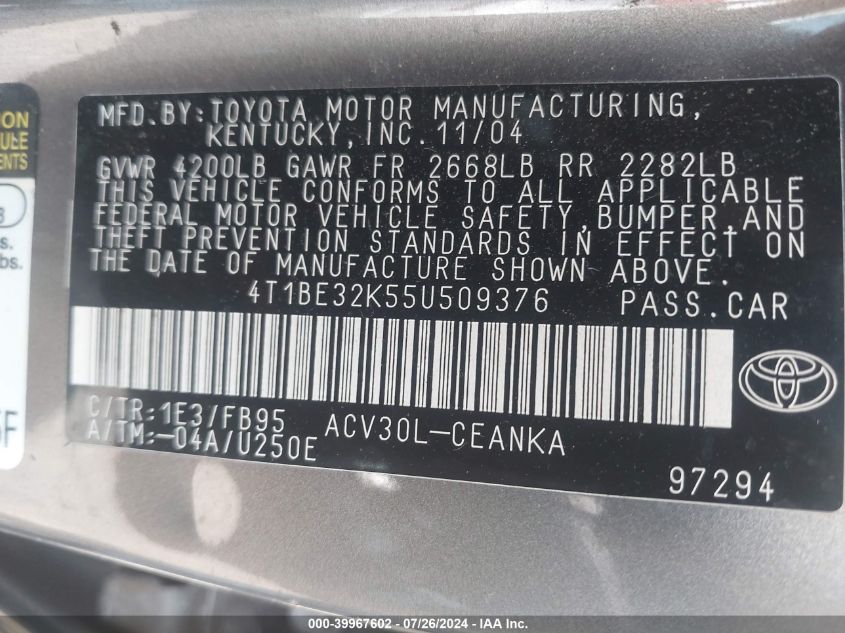 MFD.BY:TOYOTA MOTOR MANUFACTURING,
KENTUCKY,INC.11/04
GVWR 4200LB GAWR FR 2668LB RR 2282LB
THIS VEHICLE CONFORMS TO ALL APPLICABLE
FEDERAL MOTOR VEHICLE SAFETY,BUMPER,AND
THEFT PREVENTION STANDARDS IN EFFECT ON
THE DATE OF MANUFACTURE SHOWN ABOVE.
4T1BE32K55U509376 PASS.CAR
C/TR:1E3/FB95 ACV30L-CEANKA
A/TM:-04A/U250E
97294
000-39967602 - 07/26/2024 - IAA Inc.